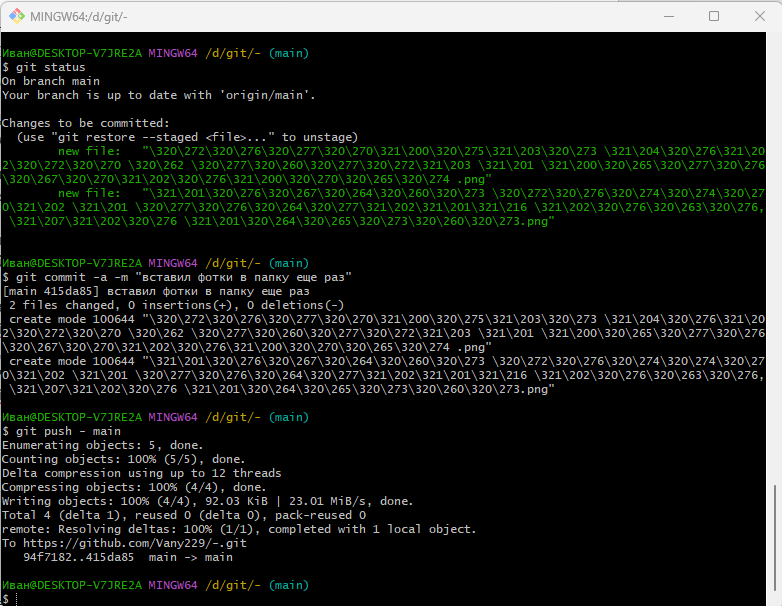 MINGW64:/d/git/-
Иван@DESKTOP-V7JRE2A MINGW64 /d/git/- (main)
$ git status
On branch main
Your branch is up to date with 'origin/main'.
Changes to be committed:
(use "git restore --staged <file>..." to unstage)
new file:   "\320\272\320\276\320\277\320\270\321\200\320\275\321\203\320\273 \321\204\320\276\321\20
2\320\272\320\270 \320\262 \320\277\320\260\320\277\320\272\321\203 \321\201 \321\200\320\265\320\277\320\276
\320\267\320\270\321\202\320\276\321\200\320\270\320\265\320\274 .png"
new file:   "\321\201\320\276\320\267\320\264\320\260\320\273 \320\272\320\276\320\274\320\274\320\27
0\321\202 \321\201 \320\277\320\276\320\264\320\277\321\202\321\201\321\216 \321\202\320\276\320\263\320\276,
\321\207\321\202\320\276 \321\201\320\264\320\265\320\273\320\260\320\273.png"
Иван@DESKTOP-V7JRE2A MINGW64 /d/git/- (main)
$ git commit -a -m "вставил фотки в папку еще раз"
[main 415da85] вставил фотки в папку еще раз
2 files changed, 0 insertions(+), 0 deletions(-)
create mode 100644 "\320\272\320\276\320\277\320\270\321\200\320\275\321\203\320\273 \321\204\320\276\321\20
2\320\272\320\270 \320\262 \320\277\320\260\320\277\320\272\321\203 \321\201 \321\200\320\265\320\277\320\276
\320\267\320\270\321\202\320\276\321\200\320\270\320\265\320\274 .png"
create mode 100644 "\321\201\320\276\320\267\320\264\320\260\320\273 \320\272\320\276\320\274\320\274\320\27
0\321\202 \321\201 \320\277\320\276\320\264\320\277\321\202\321\201\321\216 \321\202\320\276\320\263\320\276,
\321\207\321\202\320\276 \321\201\320\264\320\265\320\273\320\260\320\273.png"
Иван@DESKTOP-V7JRE2A MINGW64 /d/git/- (main)
$ git push - main
Enumerating objects: 5, done.
Counting objects: 100% (5/5), done.
Delta compression using up to 12 threads
Compressing objects: 100% (4/4), done.
Writing objects: 100% (4/4), 92.03 KiB | 23.01 MiB/s, done.
Total 4 (delta 1), reused 0 (delta 0), pack-reused 0
remote: Resolving deltas: 100% (1/1), completed with 1 local object.
To https://github.com/Vany229/-.git
94f7182..415da85  main -> main
Иван@DESKTOP-V7JRE2A MINGW64 /d/git/- (main)
$